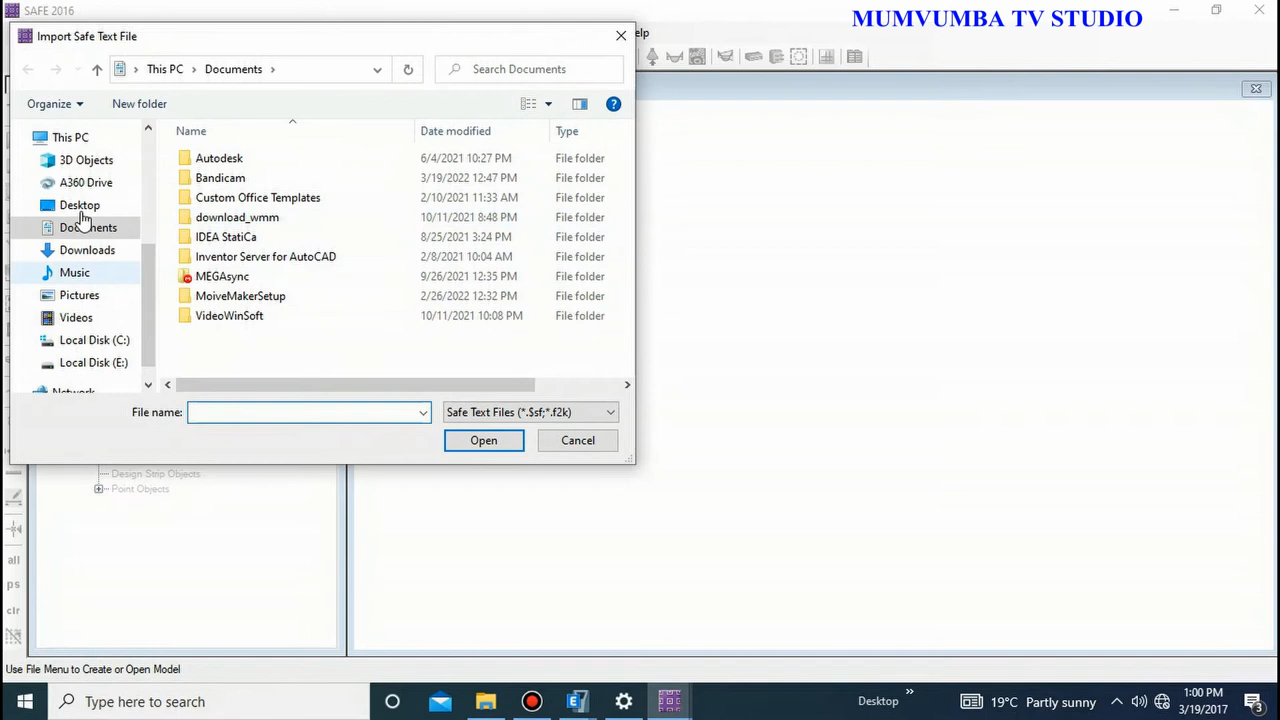 SAFE 2016
MUMVUMBA TV STUDIO
Import Safe Text File
elp
This PC
Documents
Search Documents
Organize
New folder
Name
Date modified
Type
This PC
3D Objects
A360 Drive
Desktop
Documents
Downloads
Music
Pictures
Videos
Local Disk (C:)
Local Disk (E:)
Autodesk 6/4/2021 10:27 PM File folder
Bandicam 3/19/2022 12:47 PM File folder
Custom Office Templates 2/10/2021 11:33 AM File folder
download_wmm 10/11/2021 8:48 PM File folder
IDEA StatiCa 8/25/2021 3:24 PM File folder
Inventor Server for AutoCAD 2/8/2021 10:04 AM File folder
MEGAsync 9/26/2021 12:35 PM File folder
MoiveMakerSetup 2/26/2022 12:32 PM File folder
VideoWinSoft 10/11/2021 10:08 PM File folder
File name:
Safe Text Files (*.$sf;*.f2k)
Open
Cancel
Design Strip Objects
Point Objects
all
ps
clr
Use File Menu to Create or Open Model
Type here to search
Desktop
19°C Partly sunny
1:00 PM
3/19/2017
3